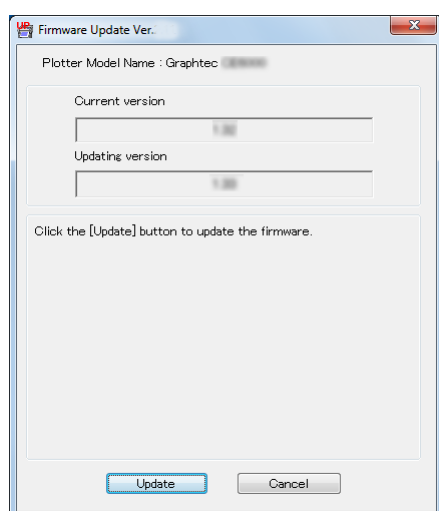 Firmware Update Ver.
Plotter Model Name : Graphtec
Current version
Updating version
Click the [Update] button to update the firmware.
Update
Cancel